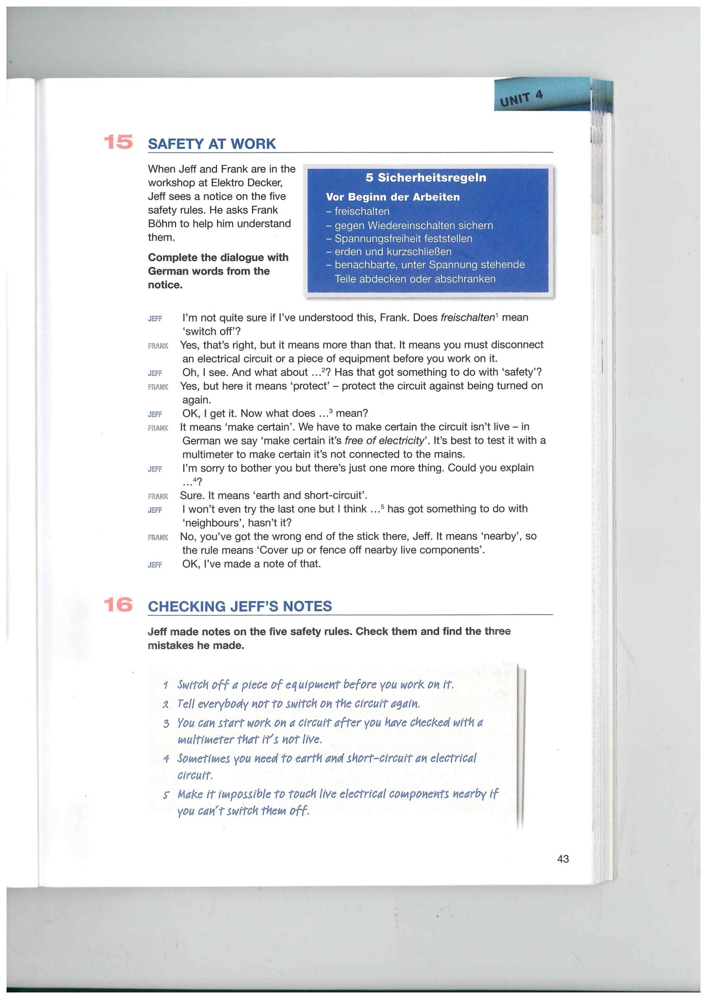 UNIT 4
15 SAFETY AT WORK
When Jeff and Frank are in the
workshop at Elektro Decker,
Jeff sees a notice on the five
safety rules. He asks Frank
Böhm to help him understand
them.
Complete the dialogue with
German words from the
notice.
5 Sicherheitsregeln
Vor Beginn der Arbeiten
– freischalten
– gegen Wiedereinschalten sichern
– Spannungsfreiheit feststellen
– erden und kurzschließen
– benachbarte, unter Spannung stehende
Teile abdecken oder abschranken
JEFF I'm not quite sure if I've understood this, Frank. Does freischalten¹ mean
‘switch off’?
FRANK Yes, that's right, but it means more than that. It means you must disconnect
an electrical circuit or a piece of equipment before you work on it.
JEFF Oh, I see. And what about …²? Has that got something to do with ‘safety’?
FRANK Yes, but here it means ‘protect’ – protect the circuit against being turned on
again.
JEFF OK, I get it. Now what does …³ mean?
FRANK It means ‘make certain’. We have to make certain the circuit isn't live – in
German we say ‘make certain it's free of electricity’. It's best to test it with a
multimeter to make certain it's not connected to the mains.
JEFF I'm sorry to bother you but there's just one more thing. Could you explain
…⁴?
FRANK Sure. It means ‘earth and short-circuit’.
JEFF I won't even try the last one but I think …⁵ has got something to do with
‘neighbours’, hasn't it?
FRANK No, you've got the wrong end of the stick there, Jeff. It means ‘nearby’, so
the rule means ‘Cover up or fence off nearby live components’.
JEFF OK, I've made a note of that.
16 CHECKING JEFF'S NOTES
Jeff made notes on the five safety rules. Check them and find the three
mistakes he made.
1 Switch off a piece of equipment before you work on it.
2 Tell everybody not to switch on the circuit again.
3 You can start work on a circuit after you have checked with a
multimeter that it's not live.
4 Sometimes you need to earth and short-circuit an electrical
circuit.
5 Make it impossible to touch live electrical components nearby if
you can't switch them off.
43